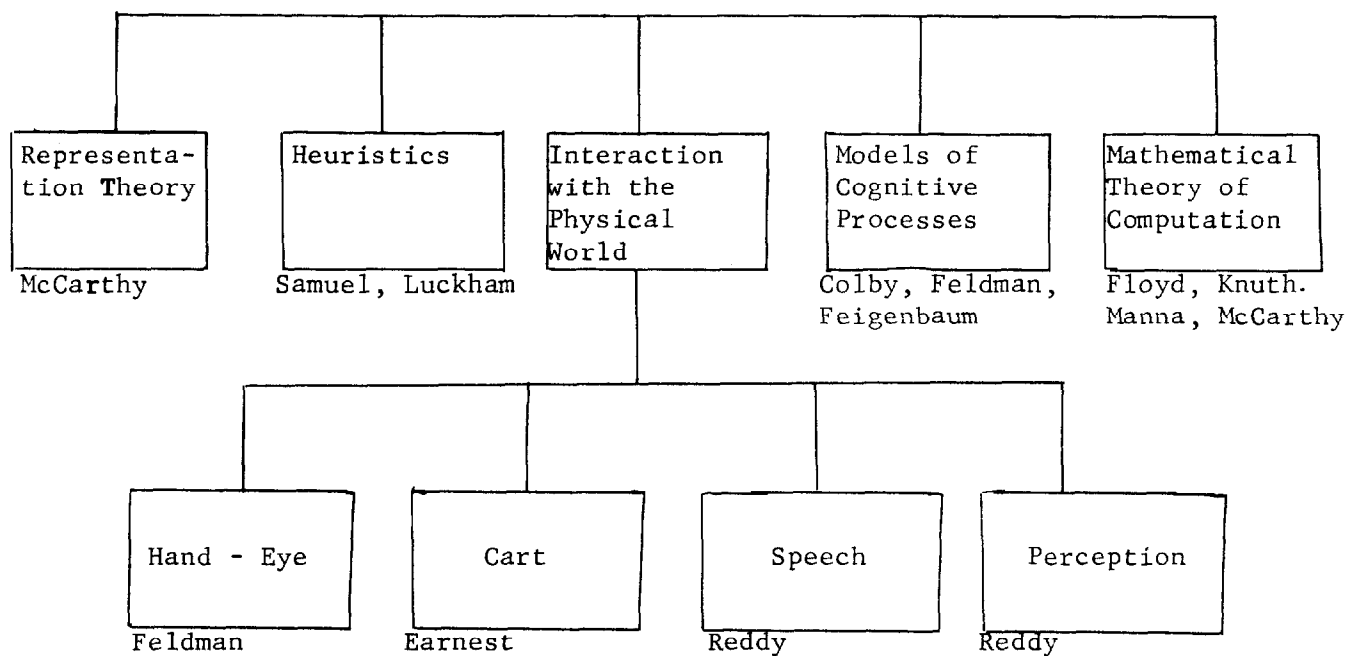 Representa-
tion Theory
McCarthy
Heuristics
Samuel, Luckham
Interaction
with the
Physical
World
Models of
Cognitive
Processes
Colby, Feldman,
Feigenbaum
Mathematical
Theory of
Computation
Floyd, Knuth.
Manna, McCarthy
Hand - Eye
Feldman
Cart
Earnest
Speech
Reddy
Perception
Reddy